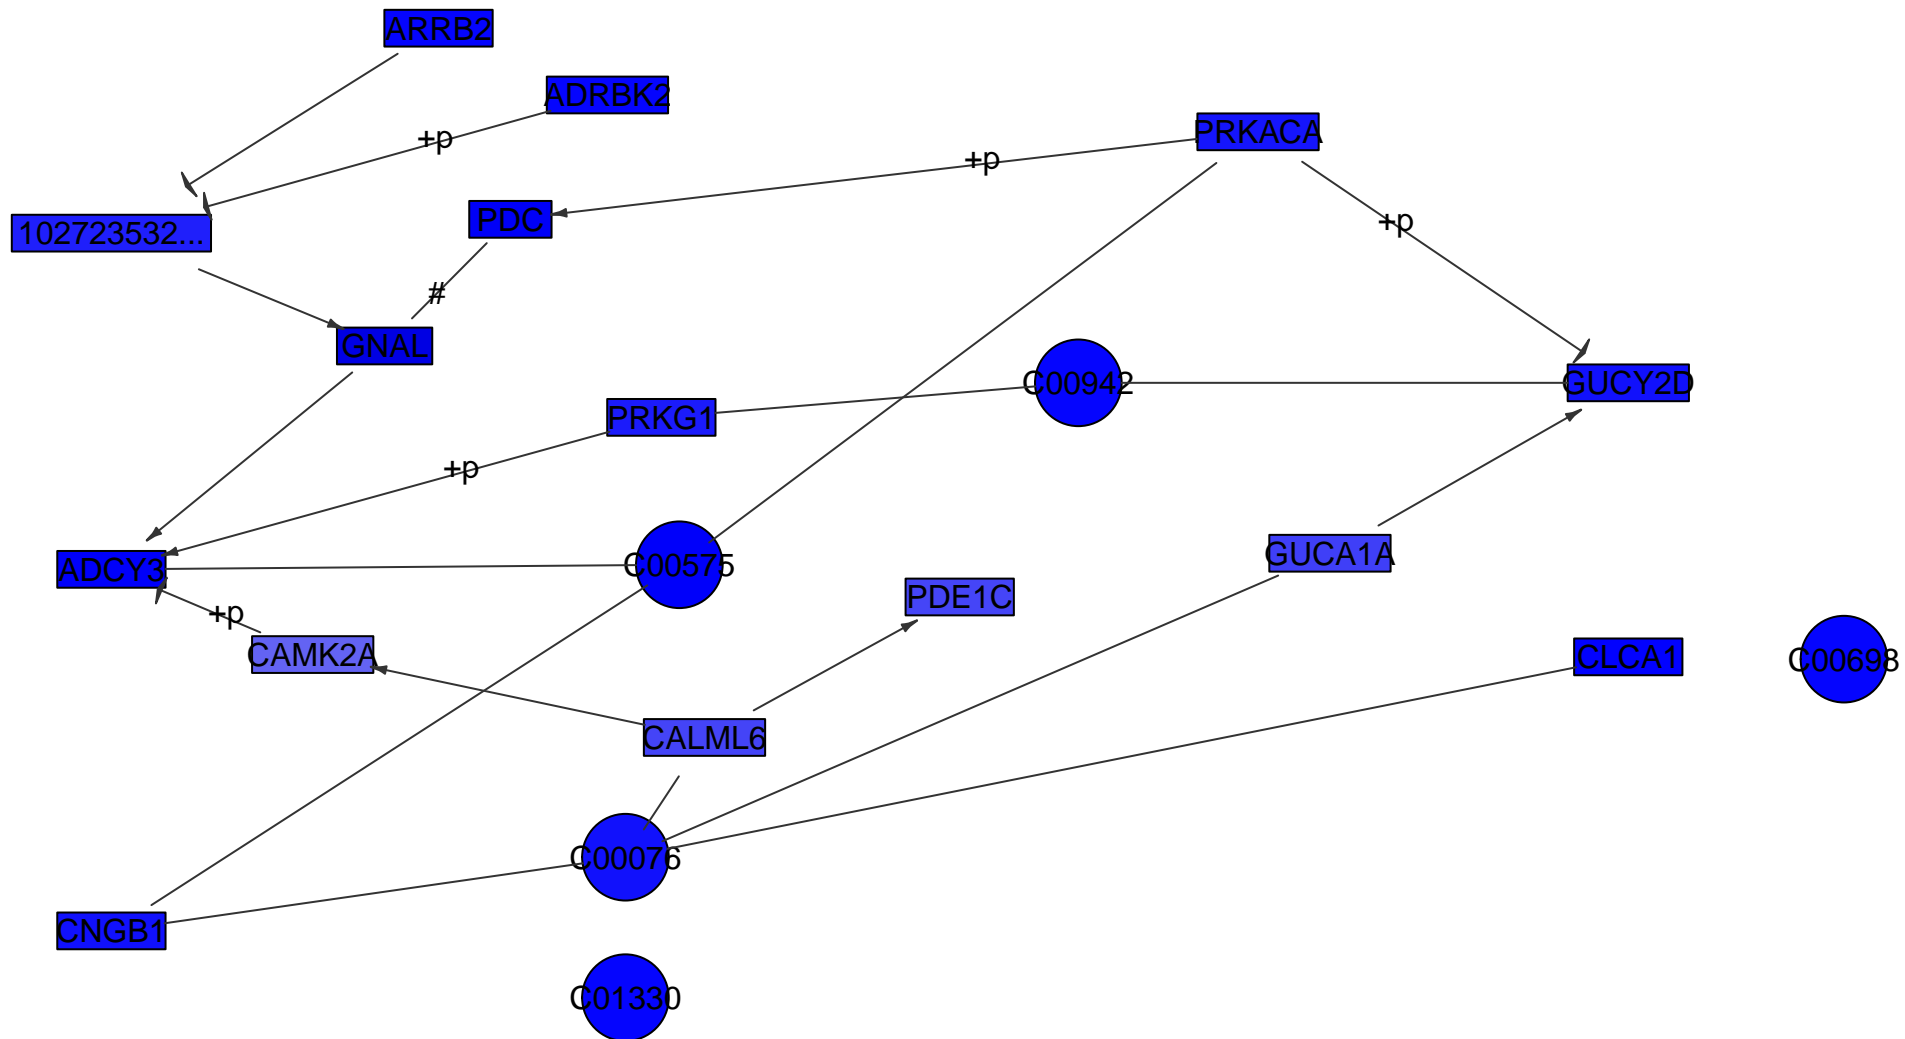 ARRB2
ADRBK2
PRKACA
+p
+p
PDC
102723532...
+p
#
GNAL
C00942
GUCY2D
PRKG1
+p
GUCA1A
C00575
ADCY3
PDE1C
+p
CAMK2A
CLCA1
C00698
CALML6
C00076
CNGB1
C01330